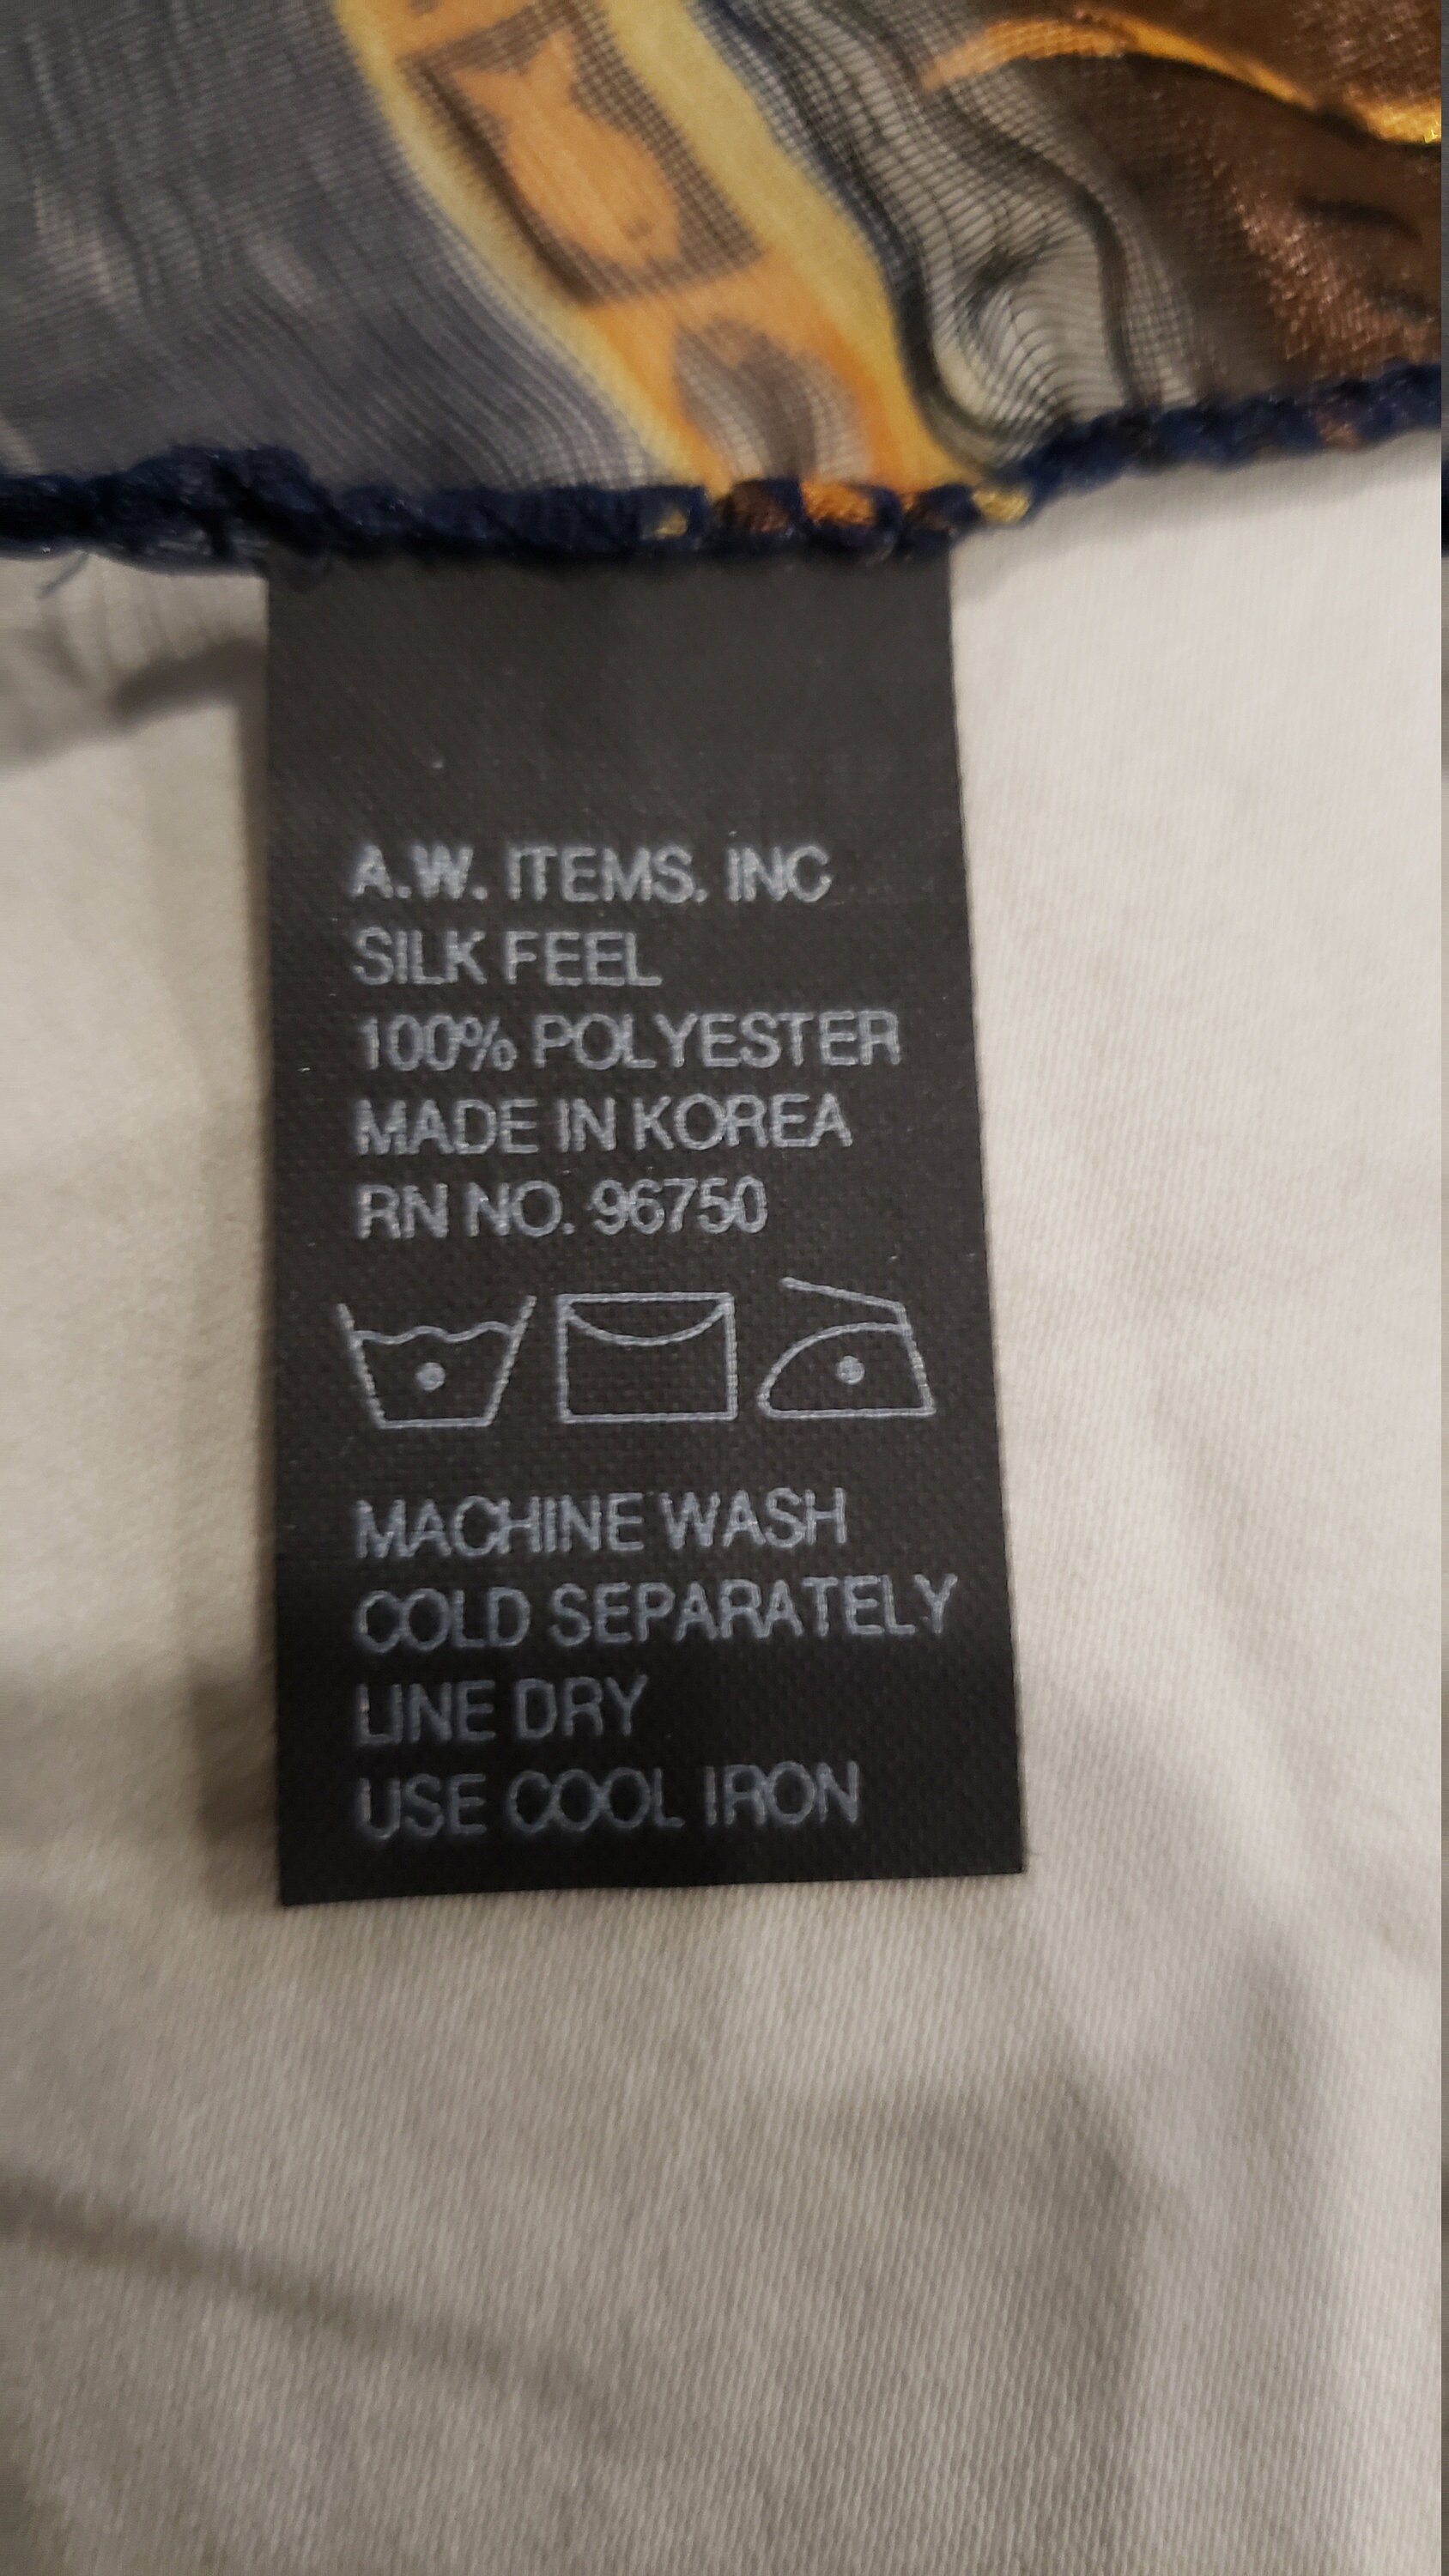 A.W. ITEMS. INC
SILK FEEL
100% POLYESTER
MADE IN KOREA
RN NO. 96750
MACHINE WASH
COLD SEPARATELY
LINE DRY
USE COOL IRON